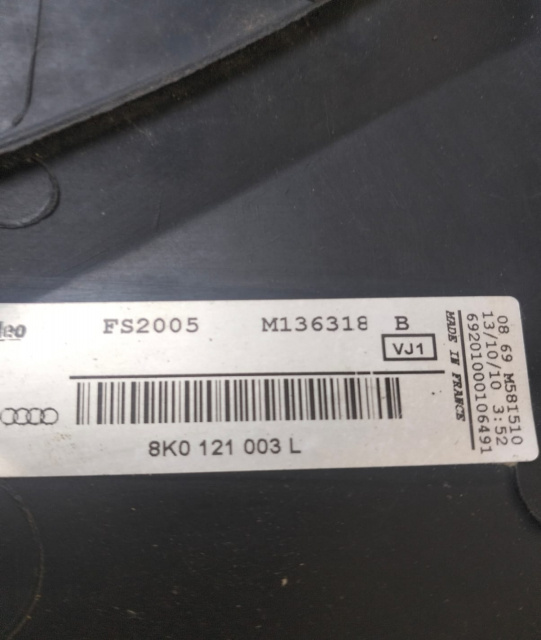 FS2005 M136318 B
VJ1
8K0 121 003 L
MADE IN FRANCE
08 69 M581510
13/10/10 3:52
69201000106491